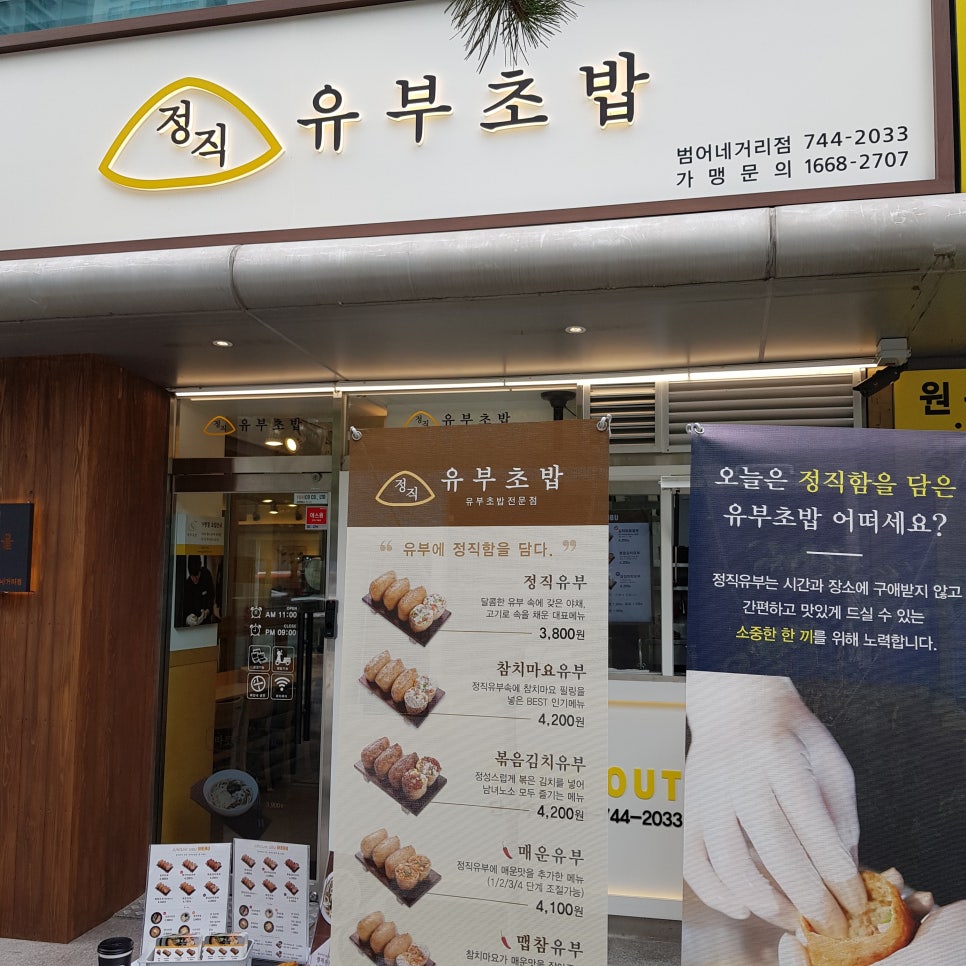 정직
유부초밥
범어네거리점 744-2033
가 맹 문 의 1668-2707
정직 유부초밥
정직 유부초밥
원
OPEN
AM 11:00
CLOSE
PM 09:00
정직
유부초밥
유부초밥전문점
“ 유부에 정직함을 담다. ”
정직유부
달콤한 유부 속에 갖은 야채,
고기로 속을 채운 대표메뉴
3,800원
참치마요유부
정직유부속에 참치마요 필링을
넣은 BEST 인기메뉴
4,200원
볶음김치유부
정성스럽게 볶은 김치를 넣어
남녀노소 모두 즐기는 메뉴
4,200원
매운유부
정직유부에 매운맛을 추가한 메뉴
(1/2/3/4 단계 조절가능)
4,100원
맵참유부
오늘은 정직함을 담은
유부초밥 어떠세요?
정직유부는 시간과 장소에 구애받지 않고
간편하고 맛있게 드실 수 있는
소중한 한 끼를 위해 노력합니다.
OUT
744-2033